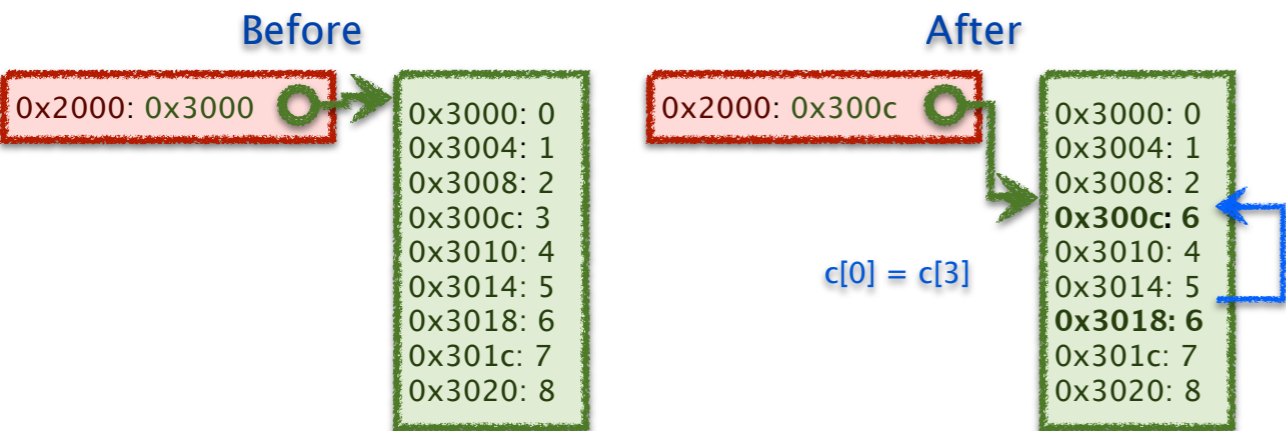 Before
0x2000: 0x3000
0x3000: 0
0x3004: 1
0x3008: 2
0x300c: 3
0x3010: 4
0x3014: 5
0x3018: 6
0x301c: 7
0x3020: 8
After
0x2000: 0x300c
c[0] = c[3]
0x3000: 0
0x3004: 1
0x3008: 2
0x300c: 6
0x3010: 4
0x3014: 5
0x3018: 6
0x301c: 7
0x3020: 8